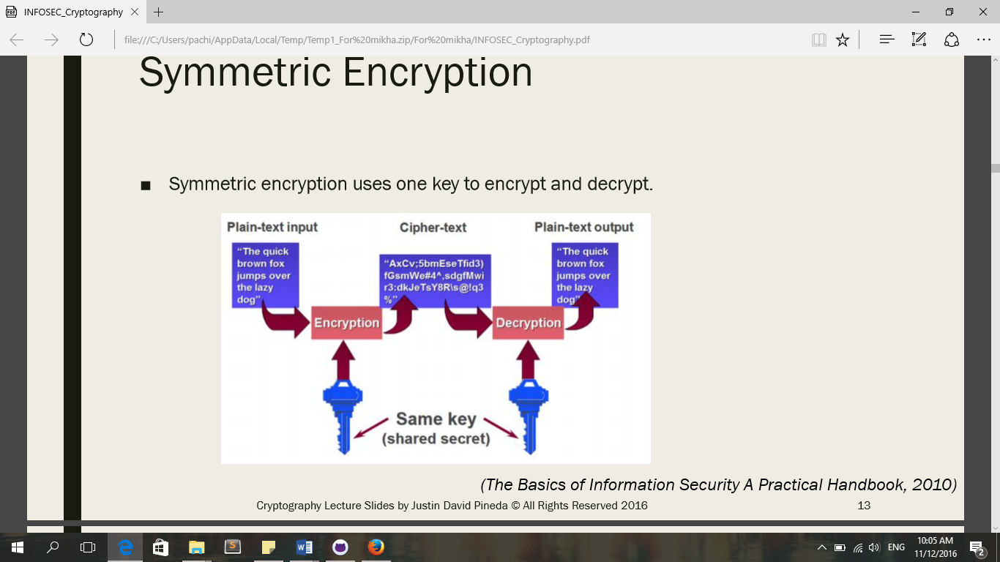 INFOSEC_Cryptography
file:///C:/Users/pachi/AppData/Local/Temp/Temp1_For%20mikha.zip/For%20mikha/INFOSEC_Cryptography.pdf
Symmetric Encryption
■ Symmetric encryption uses one key to encrypt and decrypt.
Plain-text input
Cipher-text
Plain-text output
“The quick
brown fox
jumps over
the lazy
dog”
“AxCv;5bmEseTfid3)
fGsmWe#4^,sdgfMwi
r3:dkJeTsY8R\s@!q3
%”
“The quick
brown fox
jumps over
the lazy
dog”
Encryption
Decryption
Same key
(shared secret)
(The Basics of Information Security A Practical Handbook, 2010)
Cryptography Lecture Slides by Justin David Pineda © All Rights Reserved 2016
13
ENG
10:05 AM
11/12/2016
2